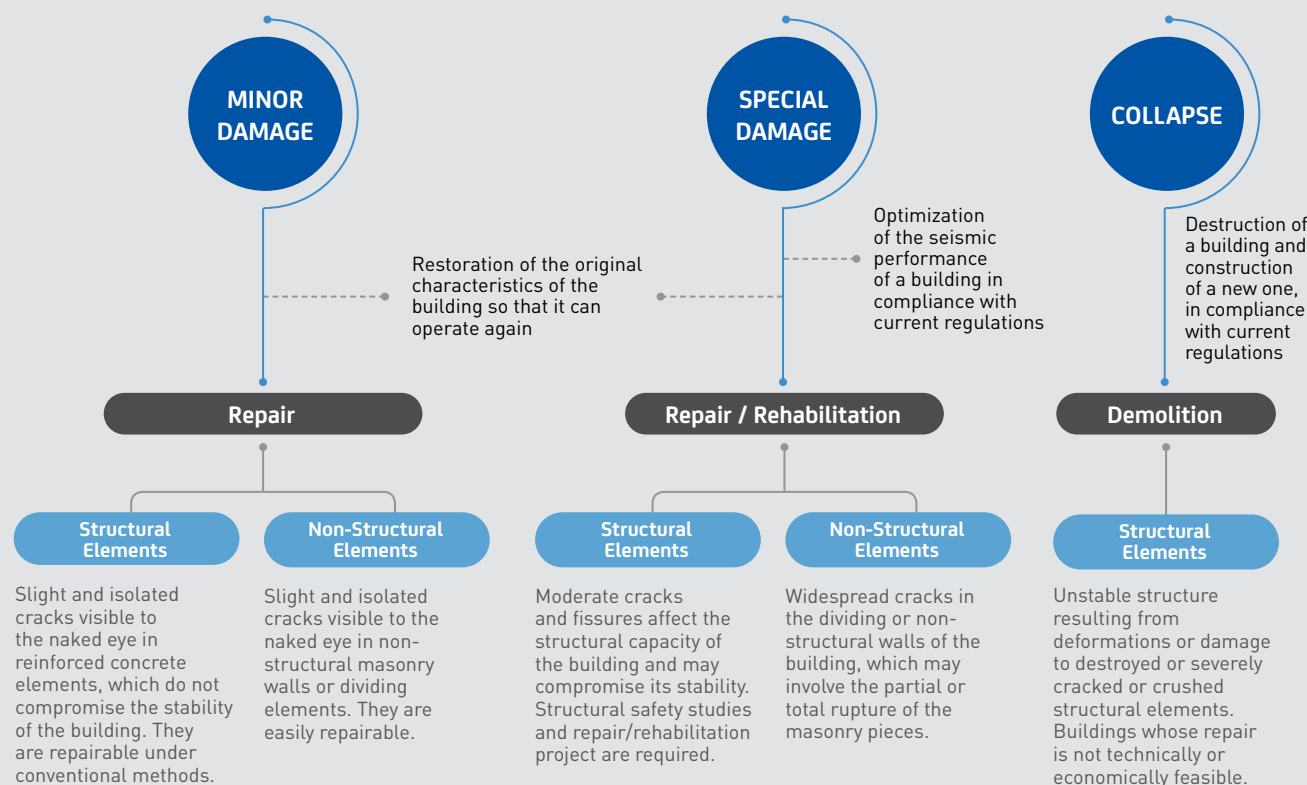 MINOR
DAMAGE
SPECIAL
DAMAGE
COLLAPSE
Restoration of the original
characteristics of the
building so that it can
operate again
Optimization
of the seismic
performance
of a building in
compliance with
current regulations
Destruction of
a building and
construction
of a new one,
in compliance
with current
regulations
Repair
Repair / Rehabilitation
Demolition
Structural
Elements
Slight and isolated
cracks visible to
the naked eye in
reinforced concrete
elements, which do not
compromise the stability
of the building. They
are repairable under
conventional methods.
Non-Structural
Elements
Slight and isolated
cracks visible to the
naked eye in non-
structural masonry
walls or dividing
elements. They are
easily repairable.
Structural
Elements
Moderate cracks
and fissures affect the
structural capacity of
the building and may
compromise its stability.
Structural safety studies
and repair/rehabilitation
project are required.
Non-Structural
Elements
Widespread cracks in
the dividing or non-
structural walls of the
building, which may
involve the partial or
total rupture of the
masonry pieces.
Structural
Elements
Unstable structure
resulting from
deformations or damage
to destroyed or severely
cracked or crushed
structural elements.
Buildings whose repair
is not technically or
economically feasible.